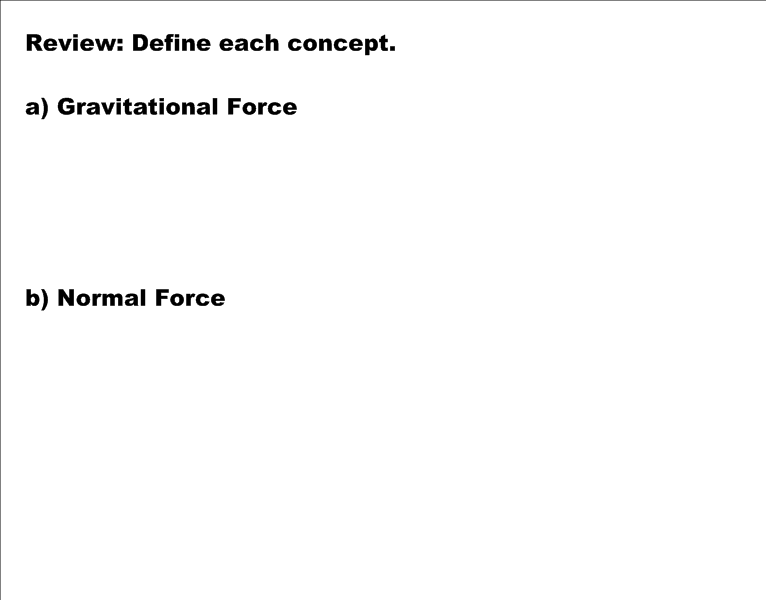 Review: Define each concept.
a) Gravitational Force
b) Normal Force